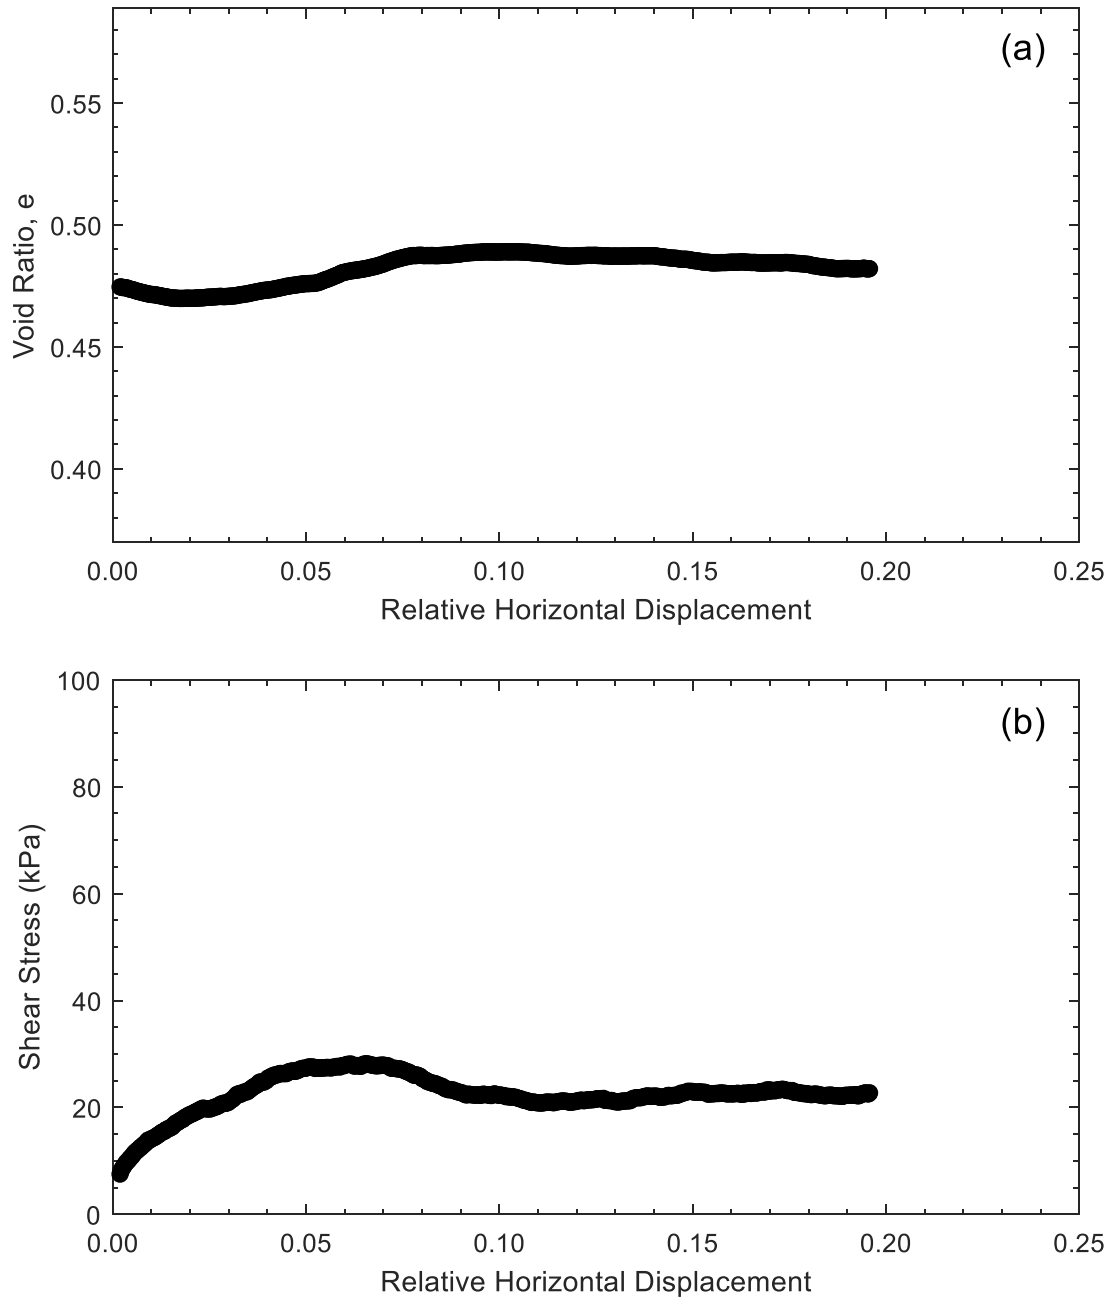 (a)
0.55
0.50
0.45
0.40
Void Ratio, e
0.00 0.05 0.10 0.15 0.20 0.25
Relative Horizontal Displacement
(b)
100
80
60
40
20
0
Shear Stress (kPa)
0.00 0.05 0.10 0.15 0.20 0.25
Relative Horizontal Displacement